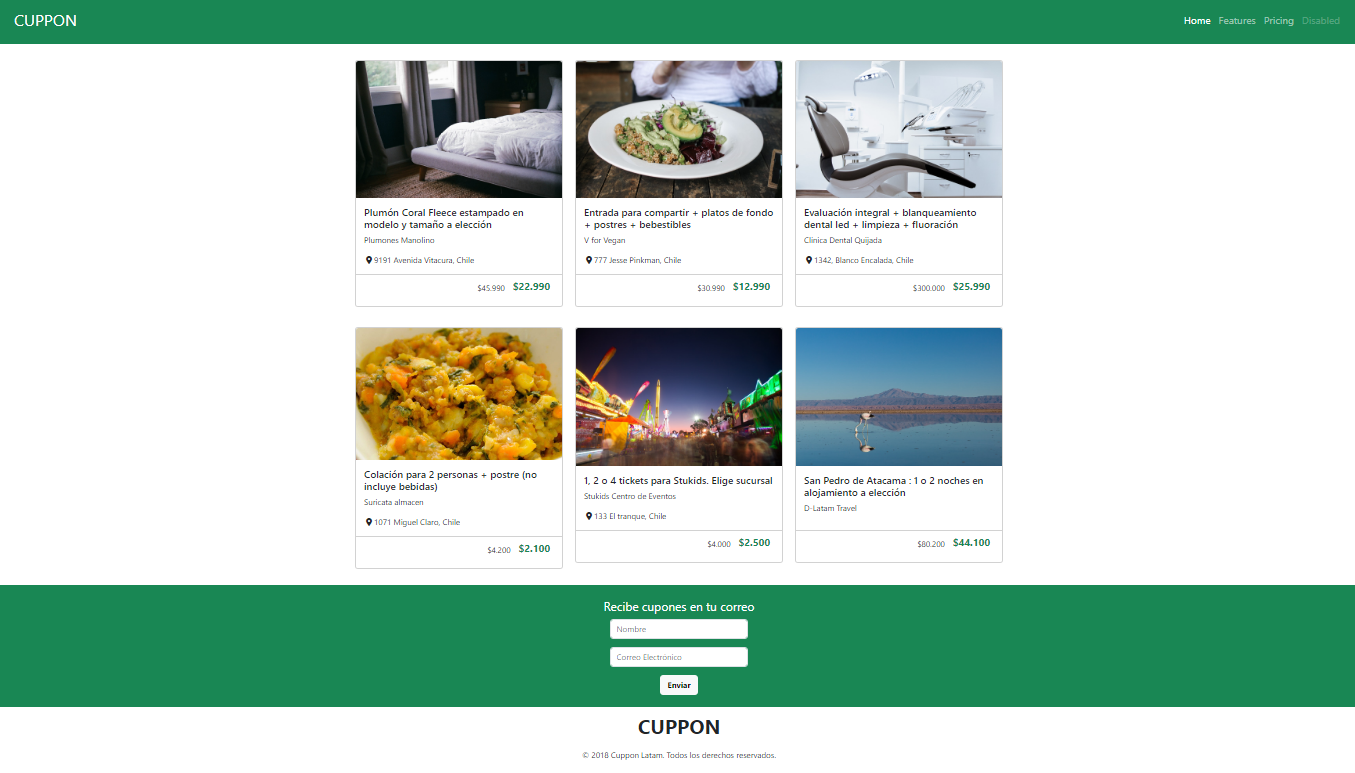 CUPPON
Home Features Pricing Disabled
Plumón Coral Fleece estampado en
modelo y tamaño a elección
Plumones Manolino
9191 Avenida Vitacura, Chile
$45.990 $22.990
Entrada para compartir + platos de fondo
+ postres + bebestibles
V for Vegan
777 Jesse Pinkman, Chile
$30.990 $12.990
Evaluación integral + blanqueamiento
dental led + limpieza + fluoración
Clínica Dental Quijada
1342, Blanco Encalada, Chile
$300.000 $25.990
Colación para 2 personas + postre (no
incluye bebidas)
Suricata almacen
1071 Miguel Claro, Chile
$4.200 $2.100
1, 2 o 4 tickets para Stukids. Elige sucursal
Stukids Centro de Eventos
133 El tranque, Chile
$4.000 $2.500
San Pedro de Atacama : 1 o 2 noches en
alojamiento a elección
D-Latam Travel
$80.200 $44.100
Recibe cupones en tu correo
Nombre
Correo Electronico
Enviar
CUPPON
© 2018 Cuppon Latam. Todos los derechos reservados.